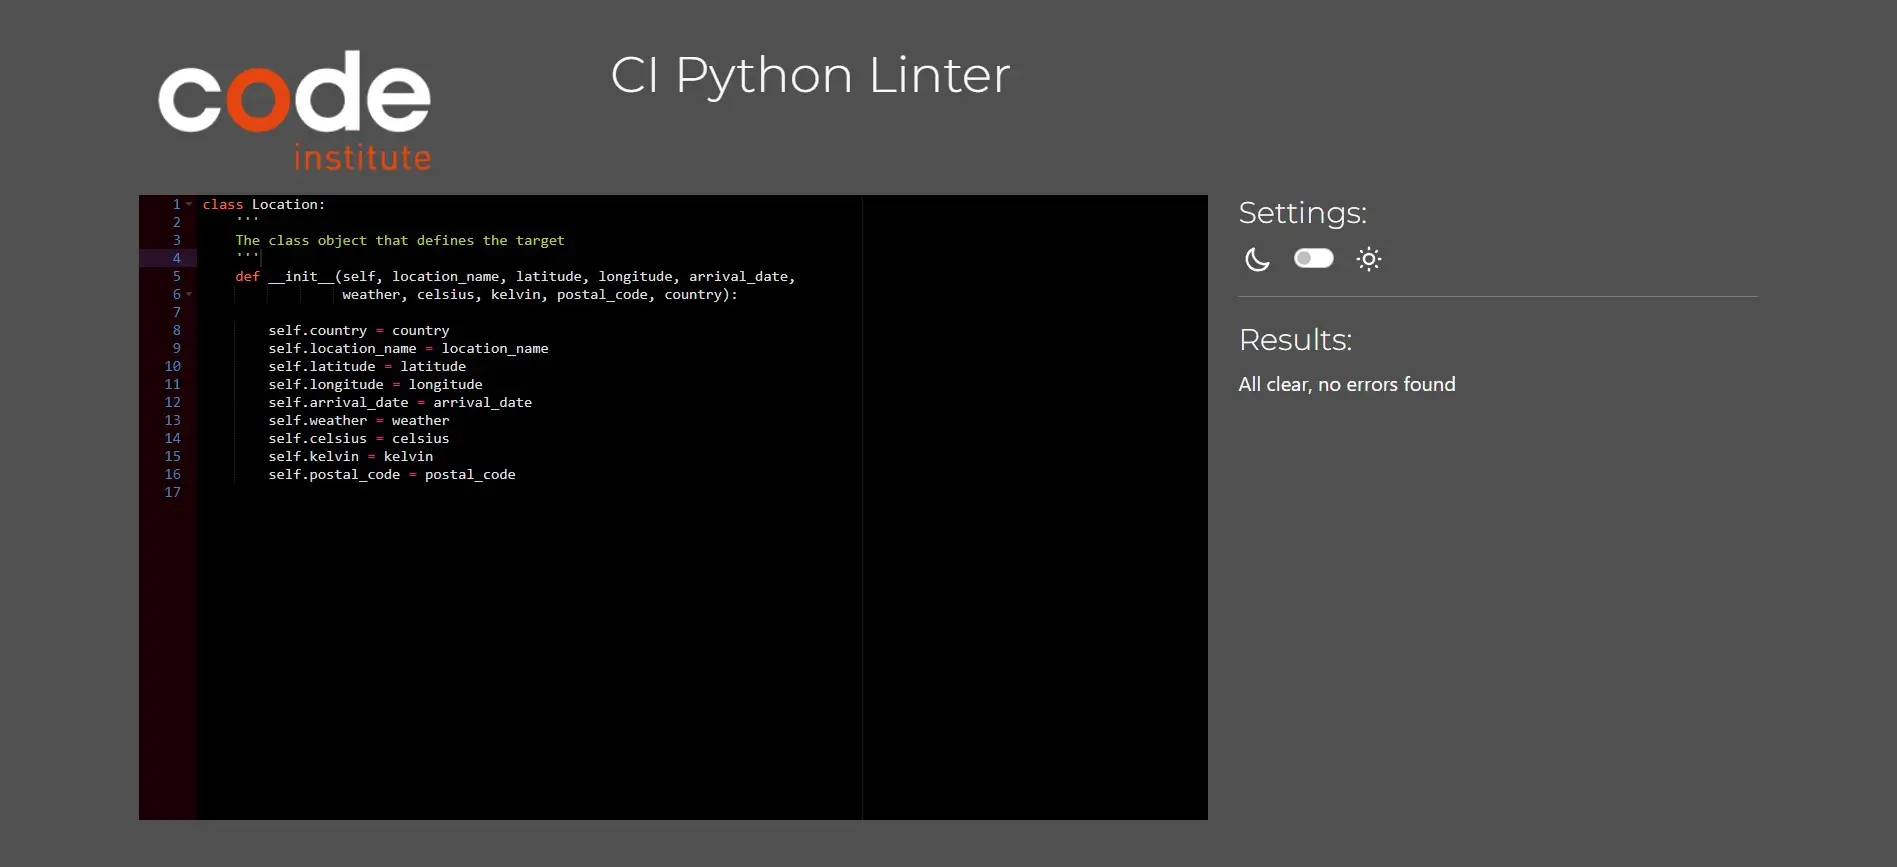 code
institute
CI Python Linter
1 class Location:
2     '''
3     The class object that defines the target
4     '''
5     def __init__(self, location_name, latitude, longitude, arrival_date,
6                  weather, celsius, kelvin, postal_code, country):
7
8         self.country = country
9         self.location_name = location_name
10         self.latitude = latitude
11         self.longitude = longitude
12         self.arrival_date = arrival_date
13         self.weather = weather
14         self.celsius = celsius
15         self.kelvin = kelvin
16         self.postal_code = postal_code
17
Settings:
Results:
All clear, no errors found